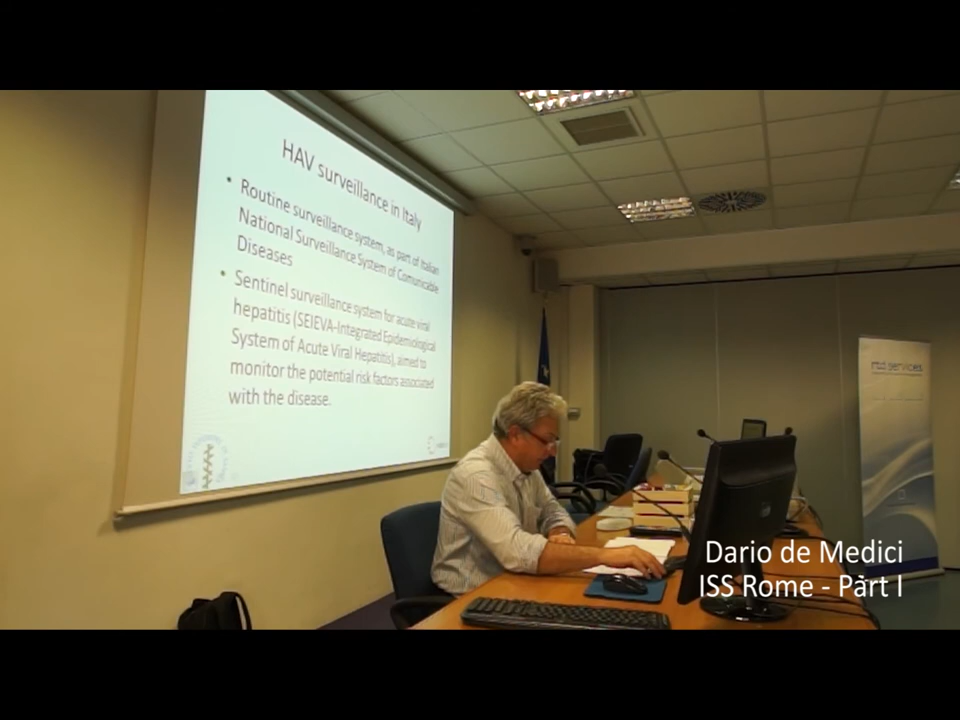 HAV surveillance in Italy
• Routine surveillance system, as part of Italian
National Surveillance System of Comunicable
Diseases
• Sentinel surveillance system for acute viral
hepatitis (SEIEVA-Integrated Epidemiological
System of Acute Viral Hepatitis), aimed to
monitor the potential risk factors associated
with the disease.
services
Dario de Medici
ISS Rome - Part I